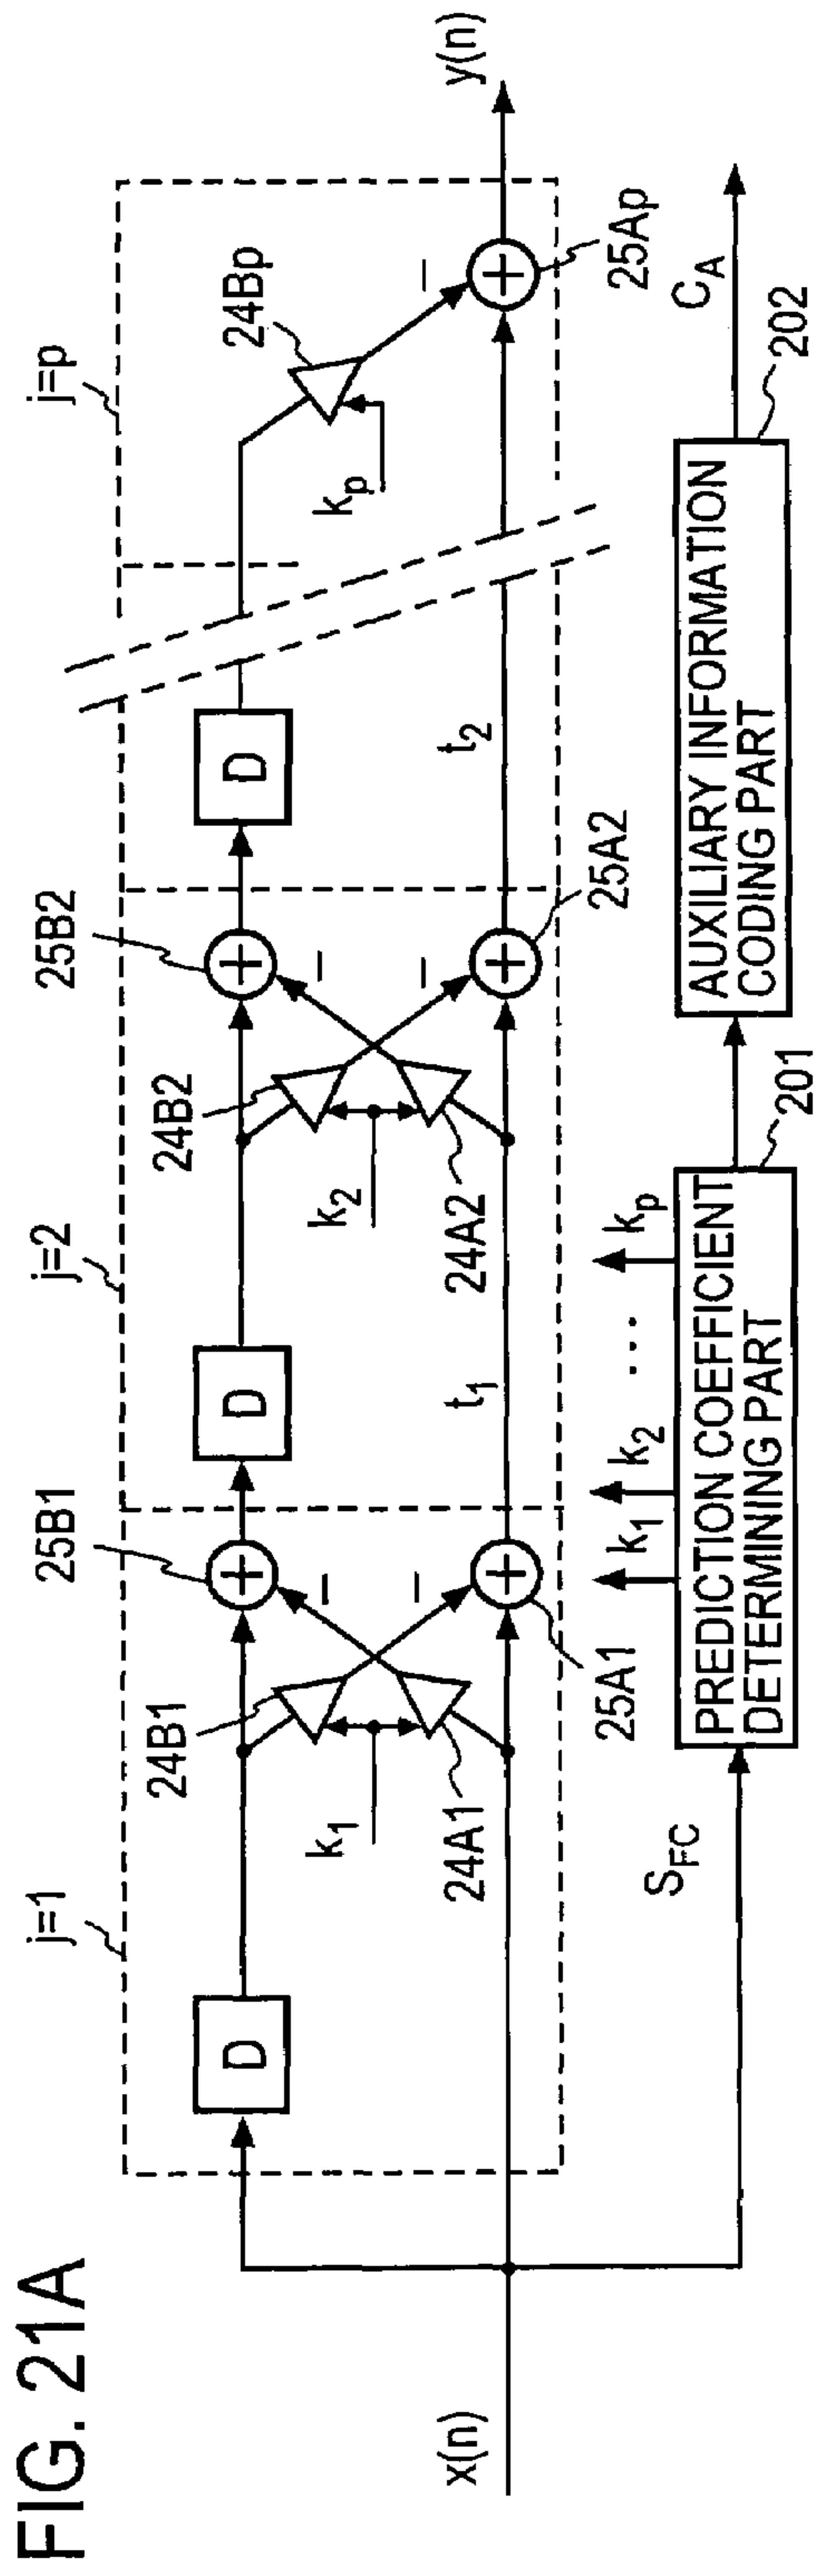 FIG. 21A
j=1
j=2
j=p
25B1
25B2
24B1
24B2
24Bp
D
D
D
k1
k2
kp
–
–
–
–
–
24A1
24A2
x(n)
t1
t2
y(n)
+
+
+
+
+
25A1
25A2
25Ap
SFC
k1
k2
...
kp
PREDICTION COEFFICIENT
DETERMINING PART
201
AUXILIARY INFORMATION
CODING PART
202
CA